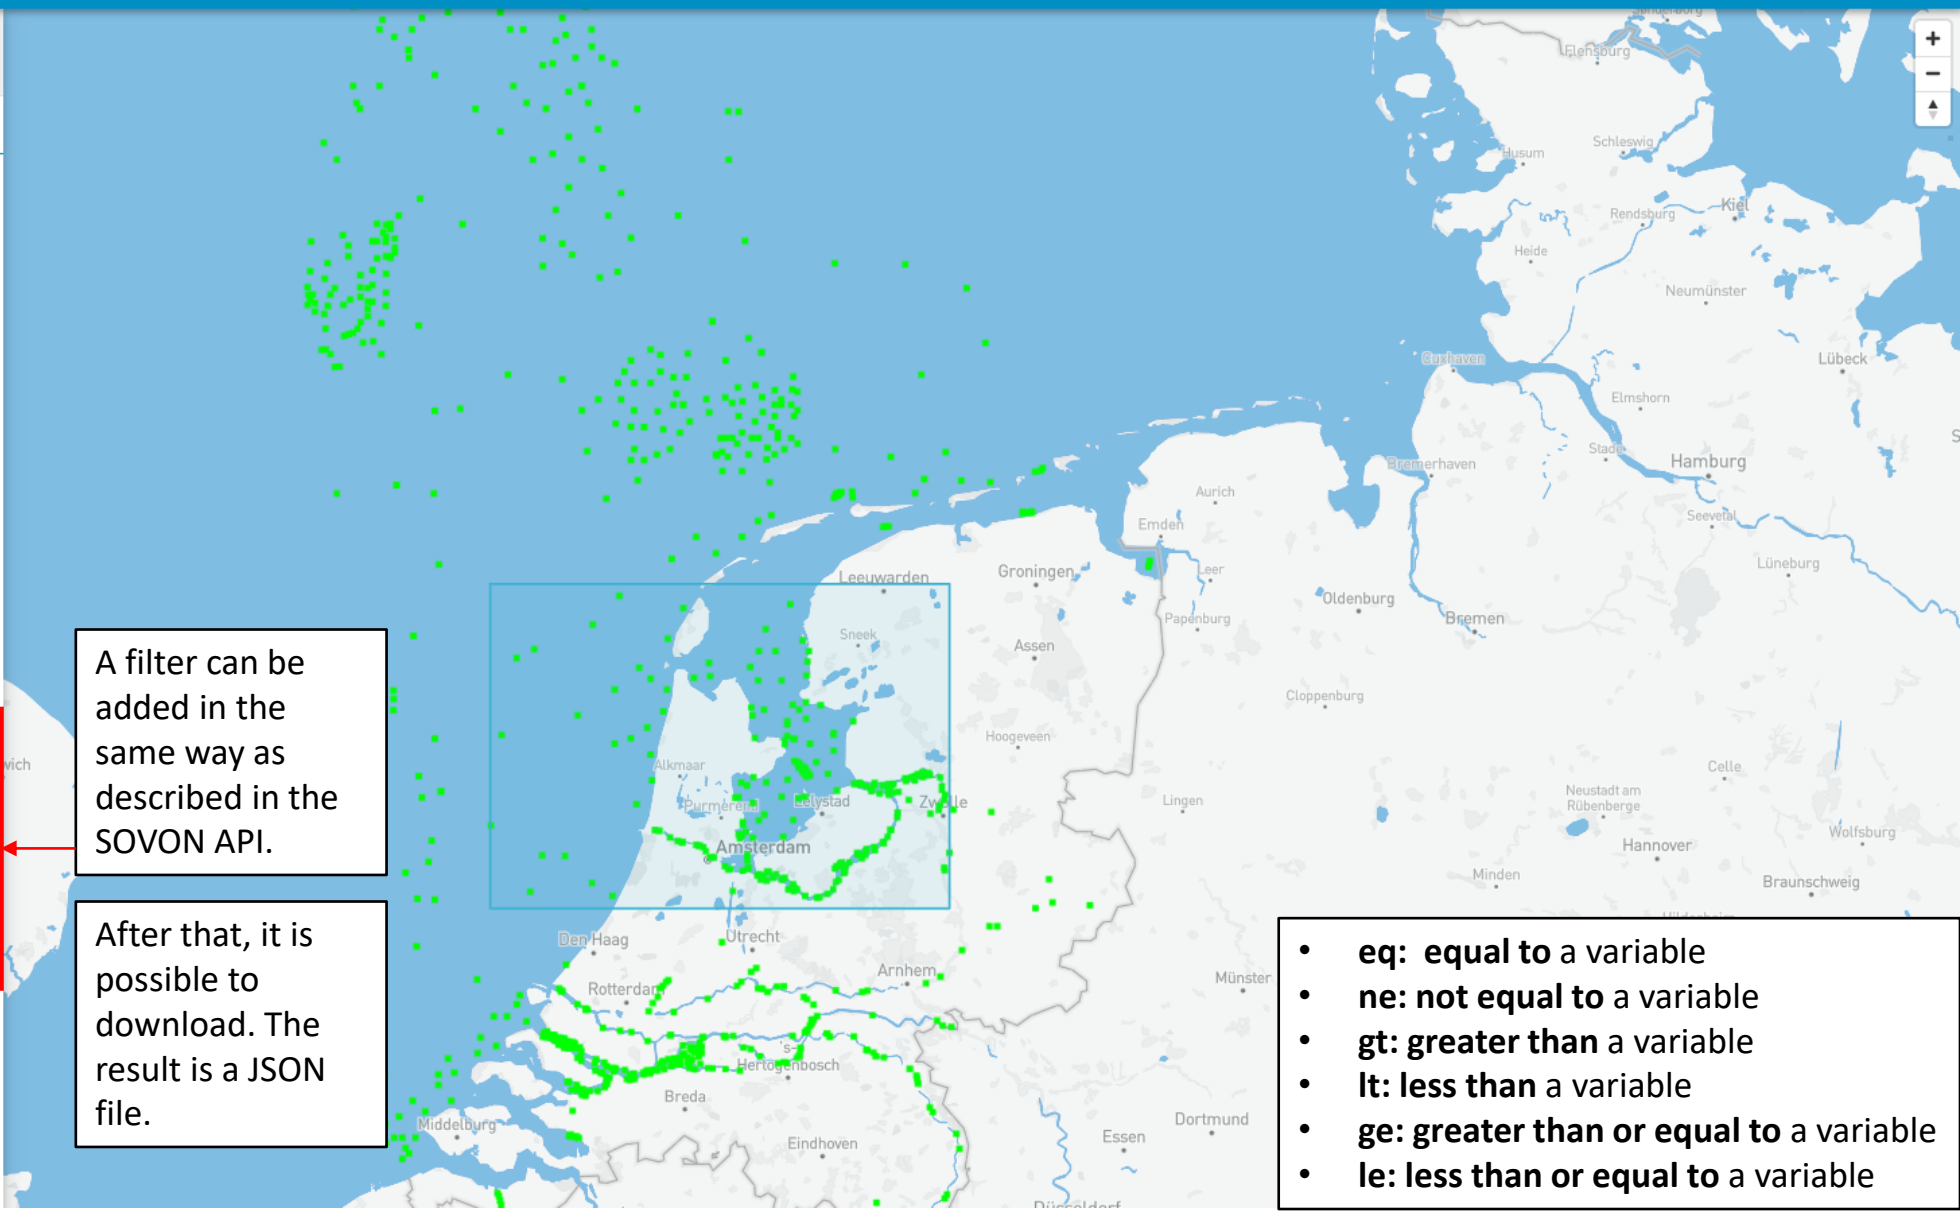 Sønderborg
Flensburg
+
−
Schleswig
Husum
Kiel
Rendsburg
Heide
Neumünster
Lübeck
Cuxhaven
Elmshorn
Stade
Hamburg
Bremerhaven
Aurich
Seevetal
Emden
Lüneburg
Leeuwarden
Groningen
Leer
Oldenburg
Papenburg
Bremen
Sneek
Assen
Cloppenburg
Hoogeveen
wich
Alkmaar
Celle
Purmerend
Lelystad
Zwolle
Lingen
Neustadt am
Rübenberge
Wolfsburg
Amsterdam
Hannover
Minden
Braunschweig
Hildesheim
Den Haag
Utrecht
Arnhem
Münster
Rotterdam
's-
Hertogenbosch
Breda
Middelburg
Eindhoven
Essen
Dortmund
Düsseldorf
A filter can be
added in the
same way as
described in the
SOVON API.
After that, it is
possible to
download. The
result is a JSON
file.
• eq: equal to a variable
• ne: not equal to a variable
• gt: greater than a variable
• lt: less than a variable
• ge: greater than or equal to a variable
• le: less than or equal to a variable